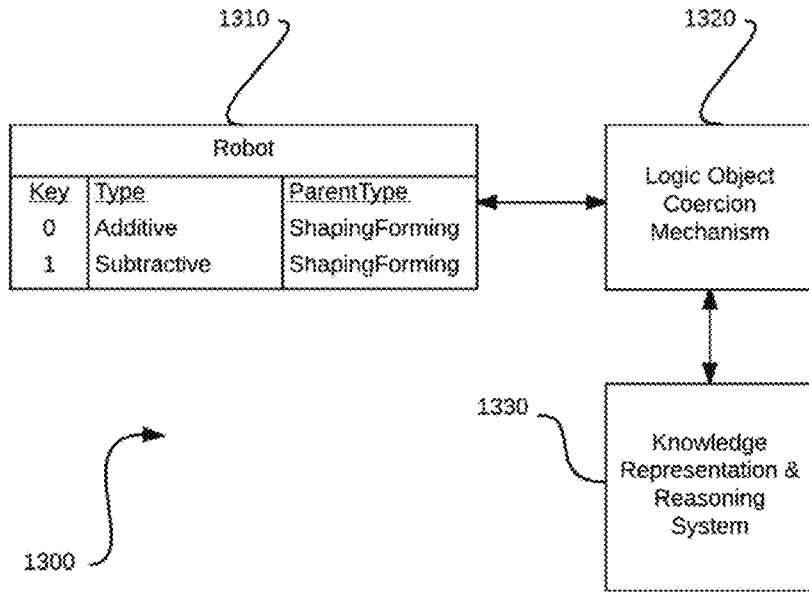 1310
1320
Robot
Key Type ParentType
0 Additive ShapingForming
1 Subtractive ShapingForming
Logic Object
Coercion
Mechanism
1330
Knowledge
Representation &
Reasoning
System
1300